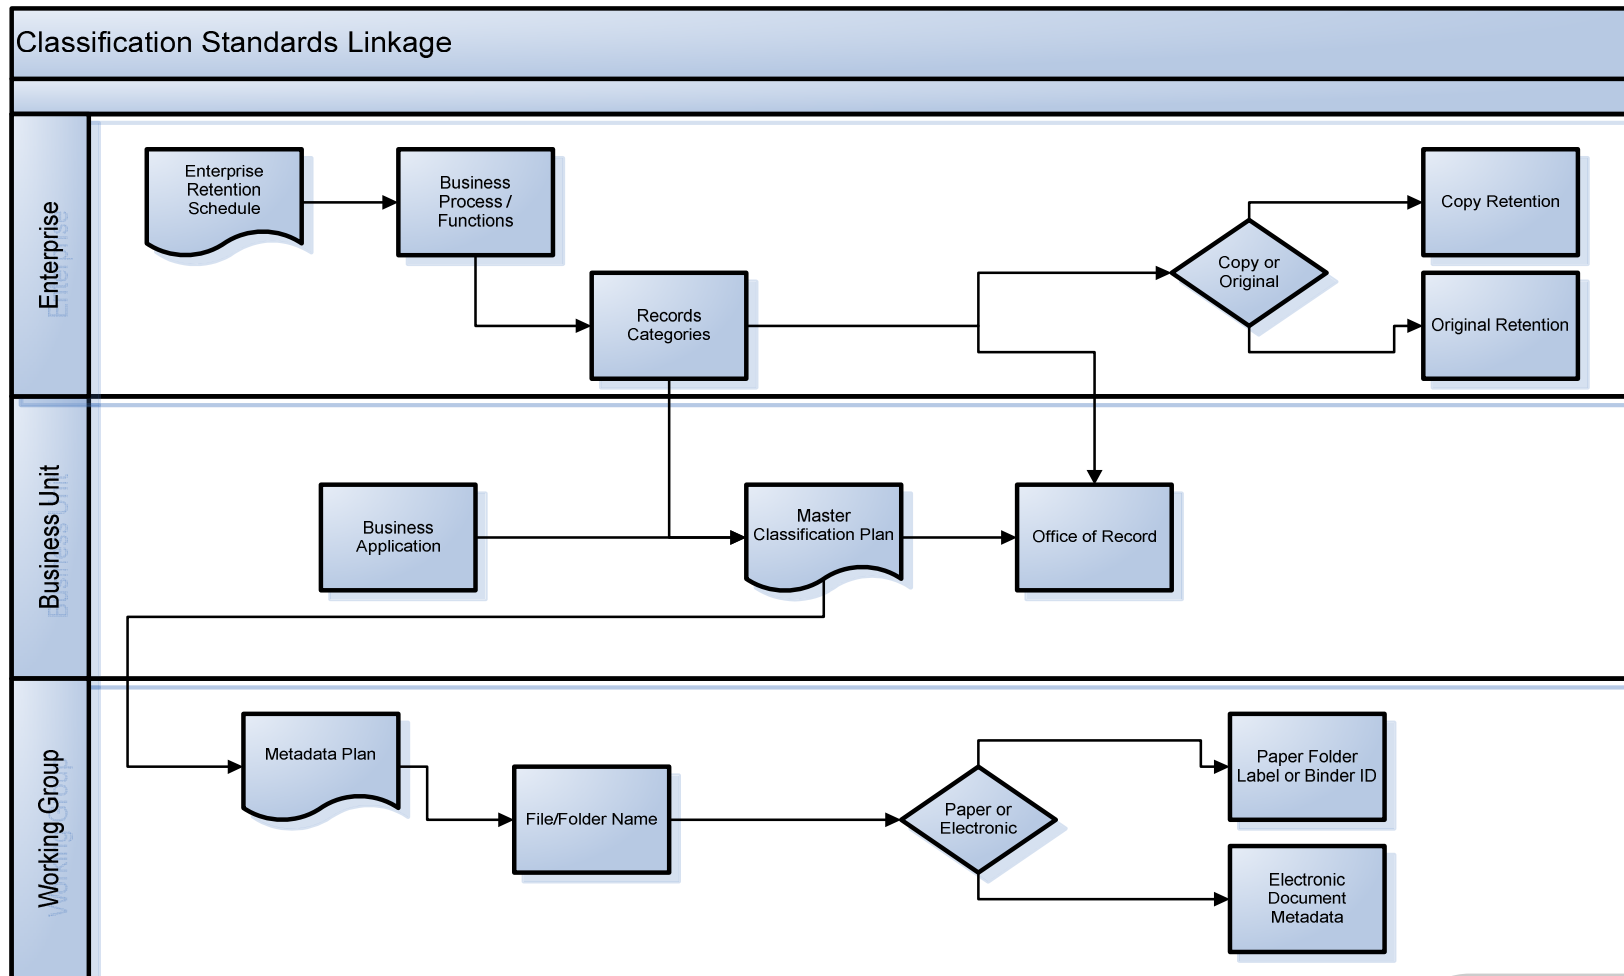 Classification Standards Linkage
Enterprise
Enterprise
Retention
Schedule
Business
Process /
Functions
Records
Categories
Copy or
Original
Copy Retention
Original Retention
Business Unit
Business
Application
Master
Classification Plan
Office of Record
Working Group
Metadata Plan
File/Folder Name
Paper or
Electronic
Paper Folder
Label or Binder ID
Electronic
Document
Metadata